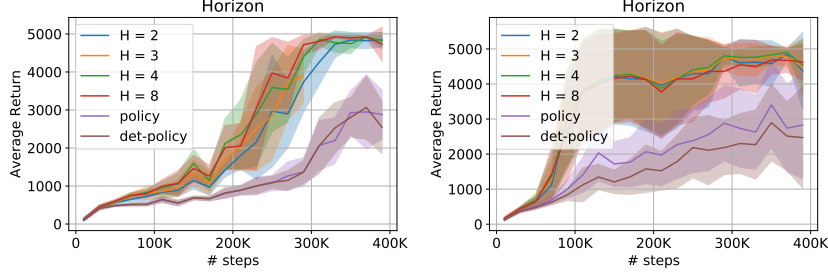 Horizon
Average Return
5000
4000
3000
2000
1000
0
H = 2
H = 3
H = 4
H = 8
policy
det-policy
0
100K
200K
300K
400K
# steps
Horizon
Average Return
5000
4000
3000
2000
1000
0
H = 2
H = 3
H = 4
H = 8
policy
det-policy
0
100K
200K
300K
400K
# steps